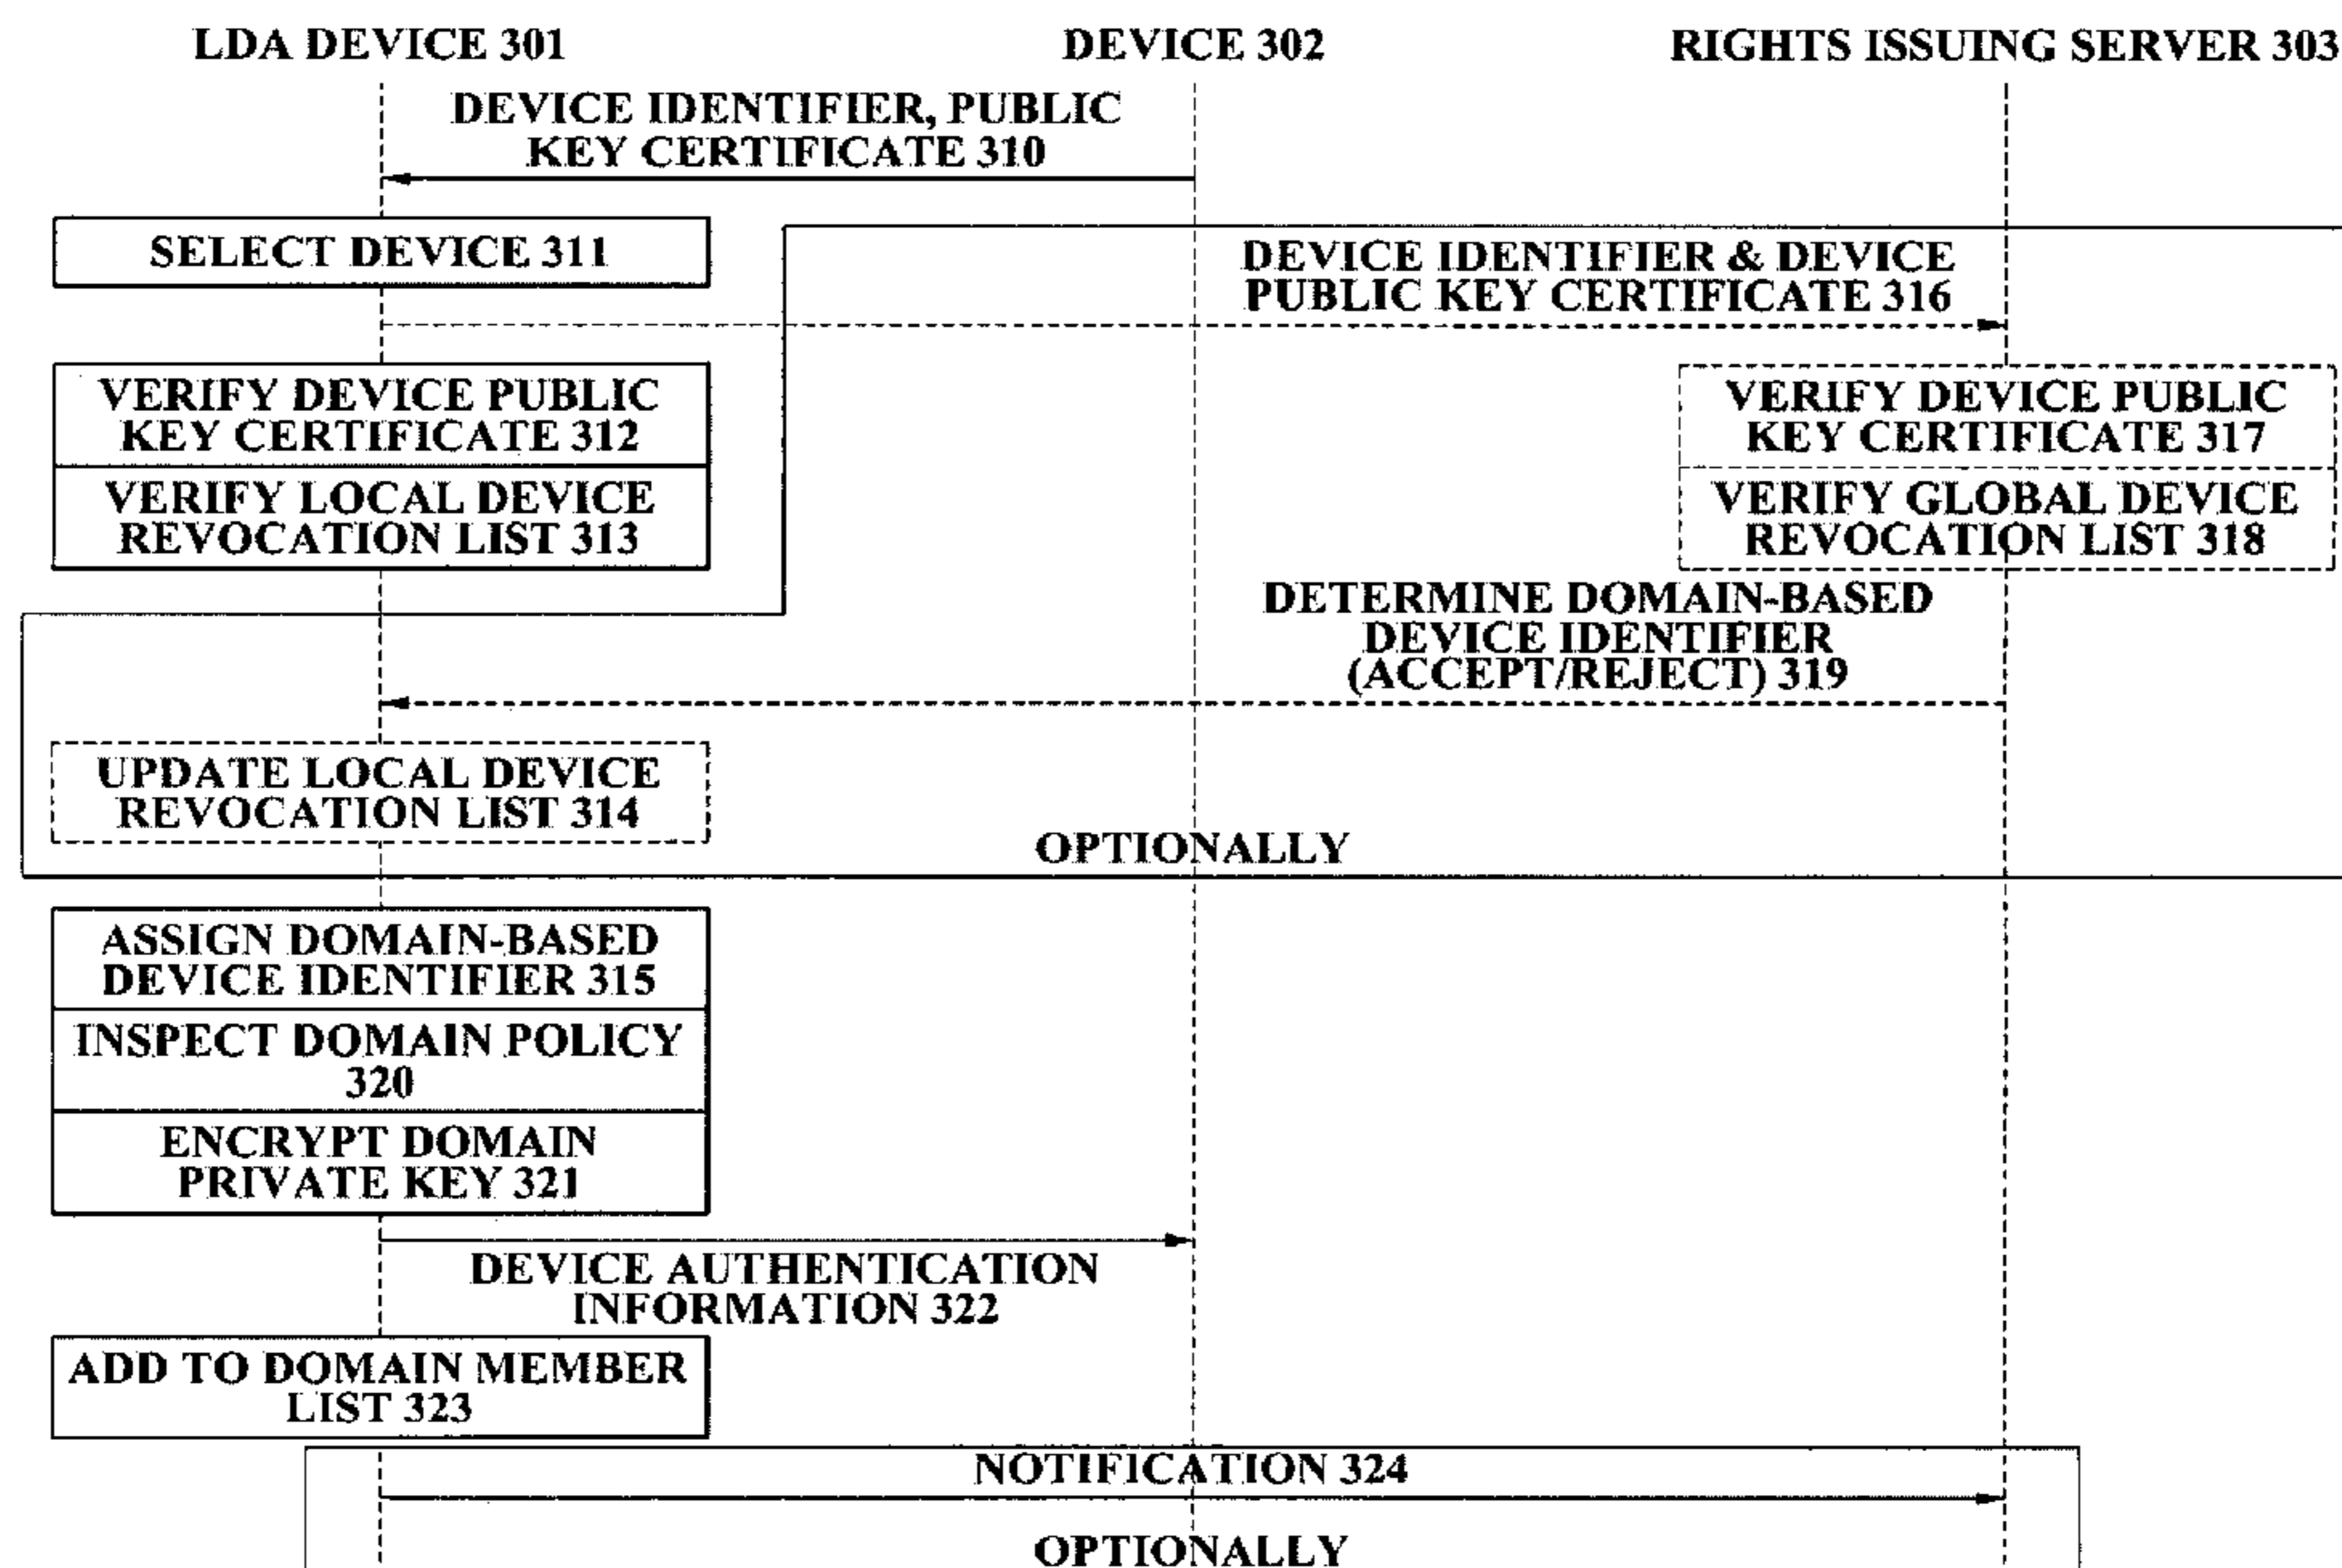 LDA DEVICE 301
DEVICE 302
RIGHTS ISSUING SERVER 303
DEVICE IDENTIFIER, PUBLIC
KEY CERTIFICATE 310
SELECT DEVICE 311
DEVICE IDENTIFIER & DEVICE
PUBLIC KEY CERTIFICATE 316
VERIFY DEVICE PUBLIC
KEY CERTIFICATE 312
VERIFY DEVICE PUBLIC
KEY CERTIFICATE 317
VERIFY LOCAL DEVICE
REVOCATION LIST 313
VERIFY GLOBAL DEVICE
REVOCATION LIST 318
DETERMINE DOMAIN-BASED
DEVICE IDENTIFIER
(ACCEPT/REJECT) 319
UPDATE LOCAL DEVICE
REVOCATION LIST 314
OPTIONALLY
ASSIGN DOMAIN-BASED
DEVICE IDENTIFIER 315
INSPECT DOMAIN POLICY
320
ENCRYPT DOMAIN
PRIVATE KEY 321
DEVICE AUTHENTICATION
INFORMATION 322
ADD TO DOMAIN MEMBER
LIST 323
NOTIFICATION 324
OPTIONALLY